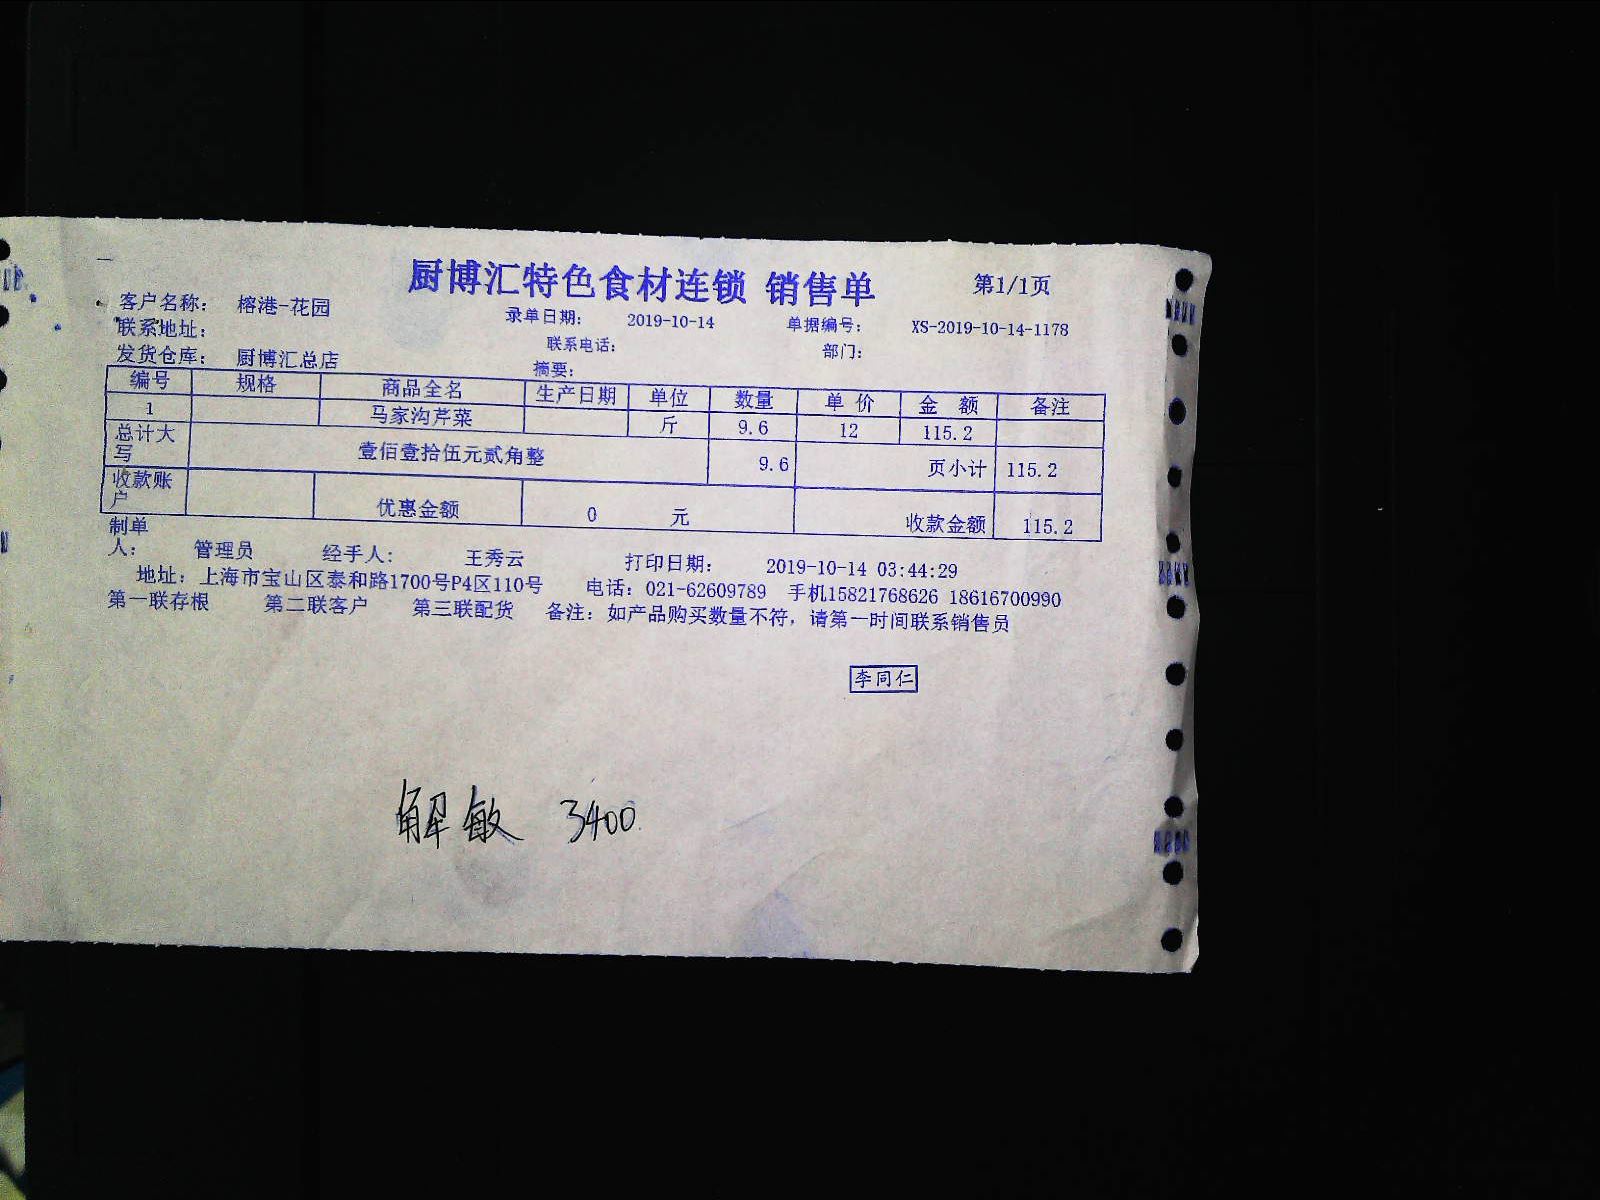 厨博汇特色食材连锁 销售单 第1/1页
客户名称： 榕港-花园 录单日期： 2019-10-14 单据编号： XS-2019-10-14-1178
联系地址： 联系电话： 部门：
发货仓库： 厨博汇总店 摘要：
编号 规格 商品全名 生产日期 单位 数量 单 价 金 额 备注
1 马家沟芹菜 斤 9.6 12 115.2
总计大写 壹佰壹拾伍元贰角整 9.6 页小计 115.2
收款账户 优惠金额 0 元 收款金额 115.2
制单人： 管理员 经手人： 王秀云 打印日期： 2019-10-14 03:44:29
地址：上海市宝山区泰和路1700号P4区110号 电话：021-62609789 手机15821768626 18616700990
第一联存根 第二联客户 第三联配货 备注：如产品购买数量不符，请第一时间联系销售员
李同仁
解敏 3400